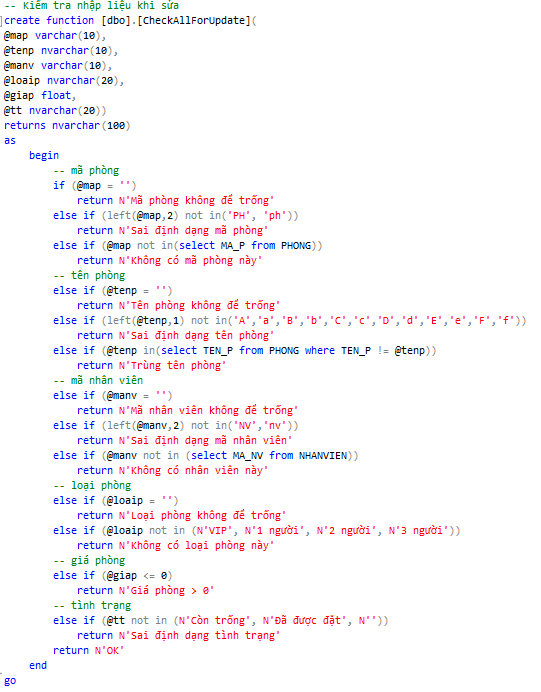 -- Kiểm tra nhập liệu khi sửa
create function [dbo].[CheckAllForUpdate](
@map varchar(10),
@tenp nvarchar(10),
@manv varchar(10),
@loaip nvarchar(20),
@giap float,
@tt nvarchar(20))
returns nvarchar(100)
as
begin
-- mã phòng
if (@map = '')
return N'Mã phòng không để trống'
else if (left(@map,2) not in('PH', 'ph'))
return N'Sai định dạng mã phòng'
else if (@map not in(select MA_P from PHONG))
return N'Không có mã phòng này'
-- tên phòng
else if (@tenp = '')
return N'Tên phòng không để trống'
else if (left(@tenp,1) not in('A','a','B','b','C','c','D','d','E','e','F','f'))
return N'Sai định dạng tên phòng'
else if (@tenp in(select TEN_P from PHONG where TEN_P != @tenp))
return N'Trùng tên phòng'
-- mã nhân viên
else if (@manv = '')
return N'Mã nhân viên không để trống'
else if (left(@manv,2) not in('NV','nv'))
return N'Sai định dạng mã nhân viên'
else if (@manv not in (select MA_NV from NHANVIEN))
return N'Không có nhân viên này'
-- loại phòng
else if (@loaip = '')
return N'Loại phòng không để trống'
else if (@loaip not in (N'VIP', N'1 người', N'2 người', N'3 người'))
return N'Không có loại phòng này'
-- giá phòng
else if (@giap <= 0)
return N'Giá phòng > 0'
-- tình trạng
else if (@tt not in (N'Còn trống', N'Đã được đặt', N''))
return N'Sai định dạng tình trạng'
return N'OK'
end
go